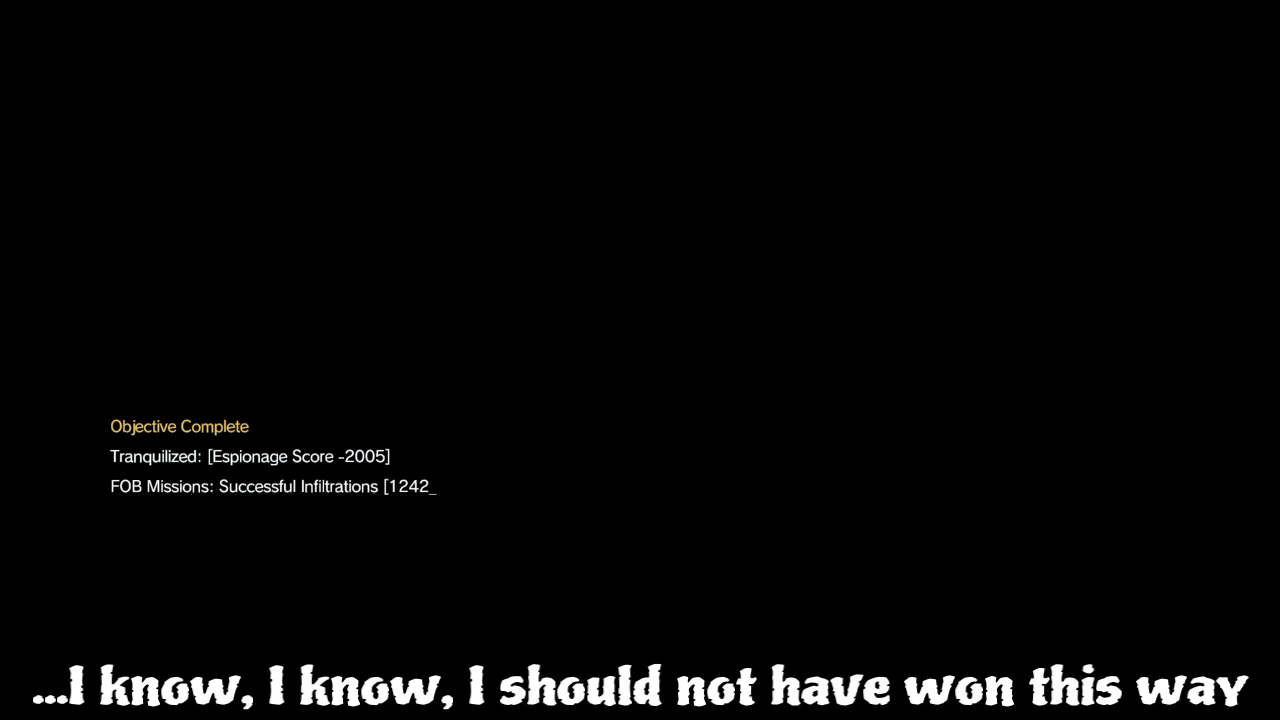 Objective Complete
Tranquilized: [Espionage Score -2005]
FOB Missions: Successful Infiltrations [1242_
...I know, I know, I should not have won this way